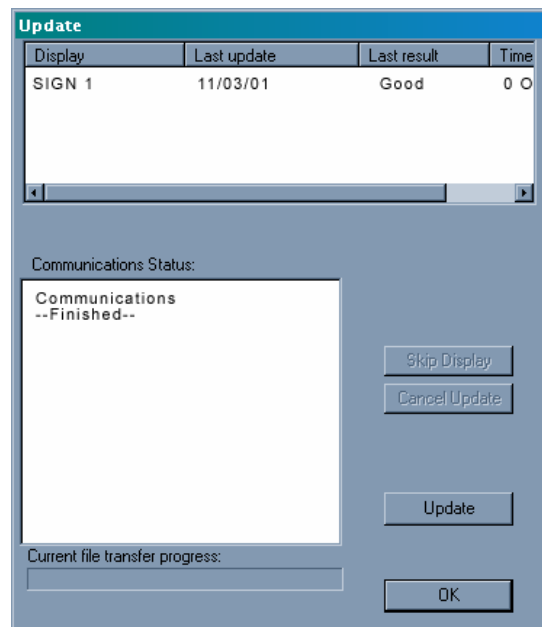 Update
Display Last update Last result Time
SIGN 1 11/03/01 Good 0 O
Communications Status:
Communications
--Finished--
Skip Display
Cancel Update
Update
Current file transfer progress:
OK